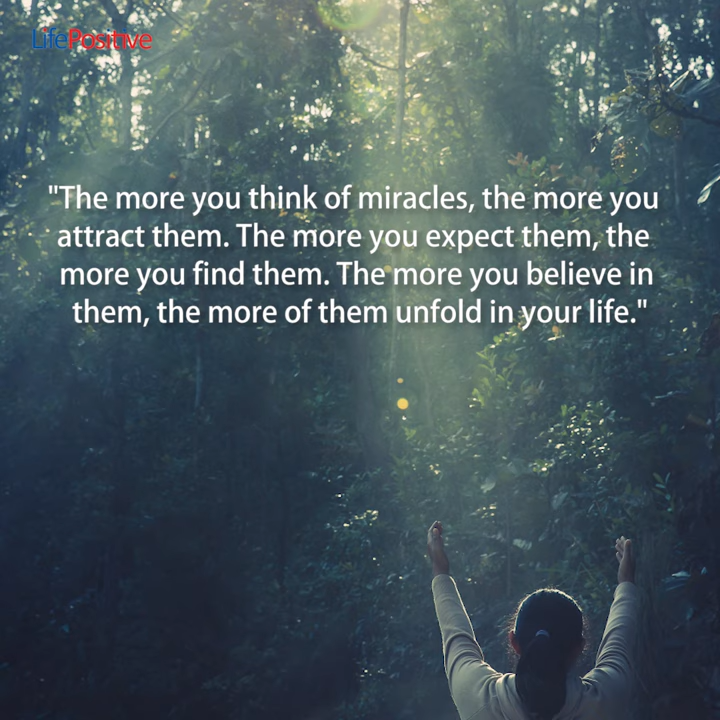 LifePositive
"The more you think of miracles, the more you
attract them. The more you expect them, the
more you find them. The more you believe in
them, the more of them unfold in your life."